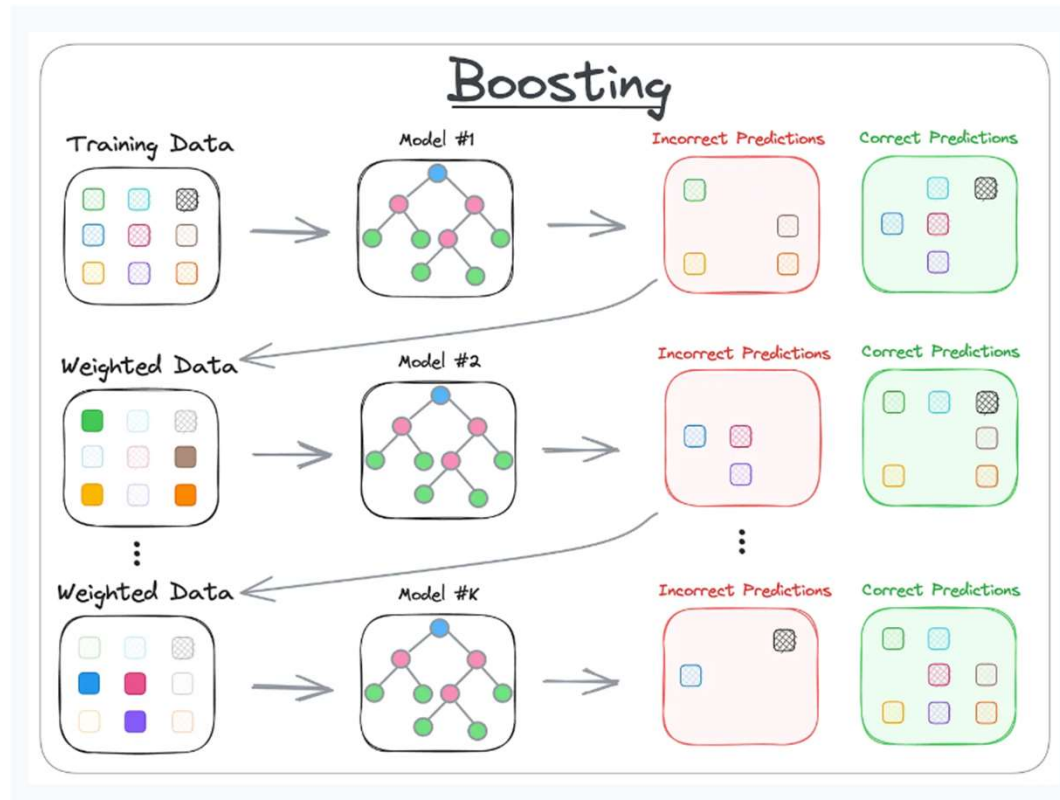 Boosting
Training Data
Model #1
Incorrect Predictions
Correct Predictions
Weighted Data
Model #2
Incorrect Predictions
Correct Predictions
Weighted Data
Model #K
Incorrect Predictions
Correct Predictions